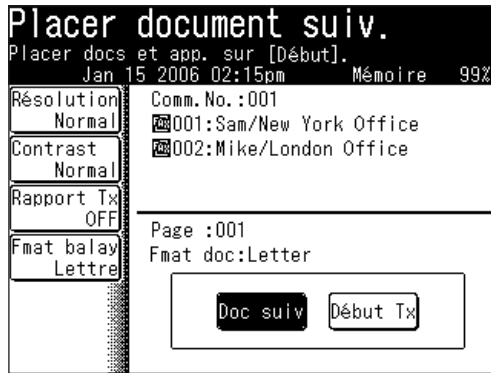 Placer document suiv.
Placer docs et app. sur [Début].
Jan 15 2006 02:15pm Mémoire 99%
Résolution
Normal
Contrast
Normal
Rapport Tx
OFF
Fmat balay
Lettre
Comm.No.:001
FAX 001:Sam/New York Office
FAX 002:Mike/London Office
Page :001
Fmat doc:Letter
Doc suiv
Début Tx